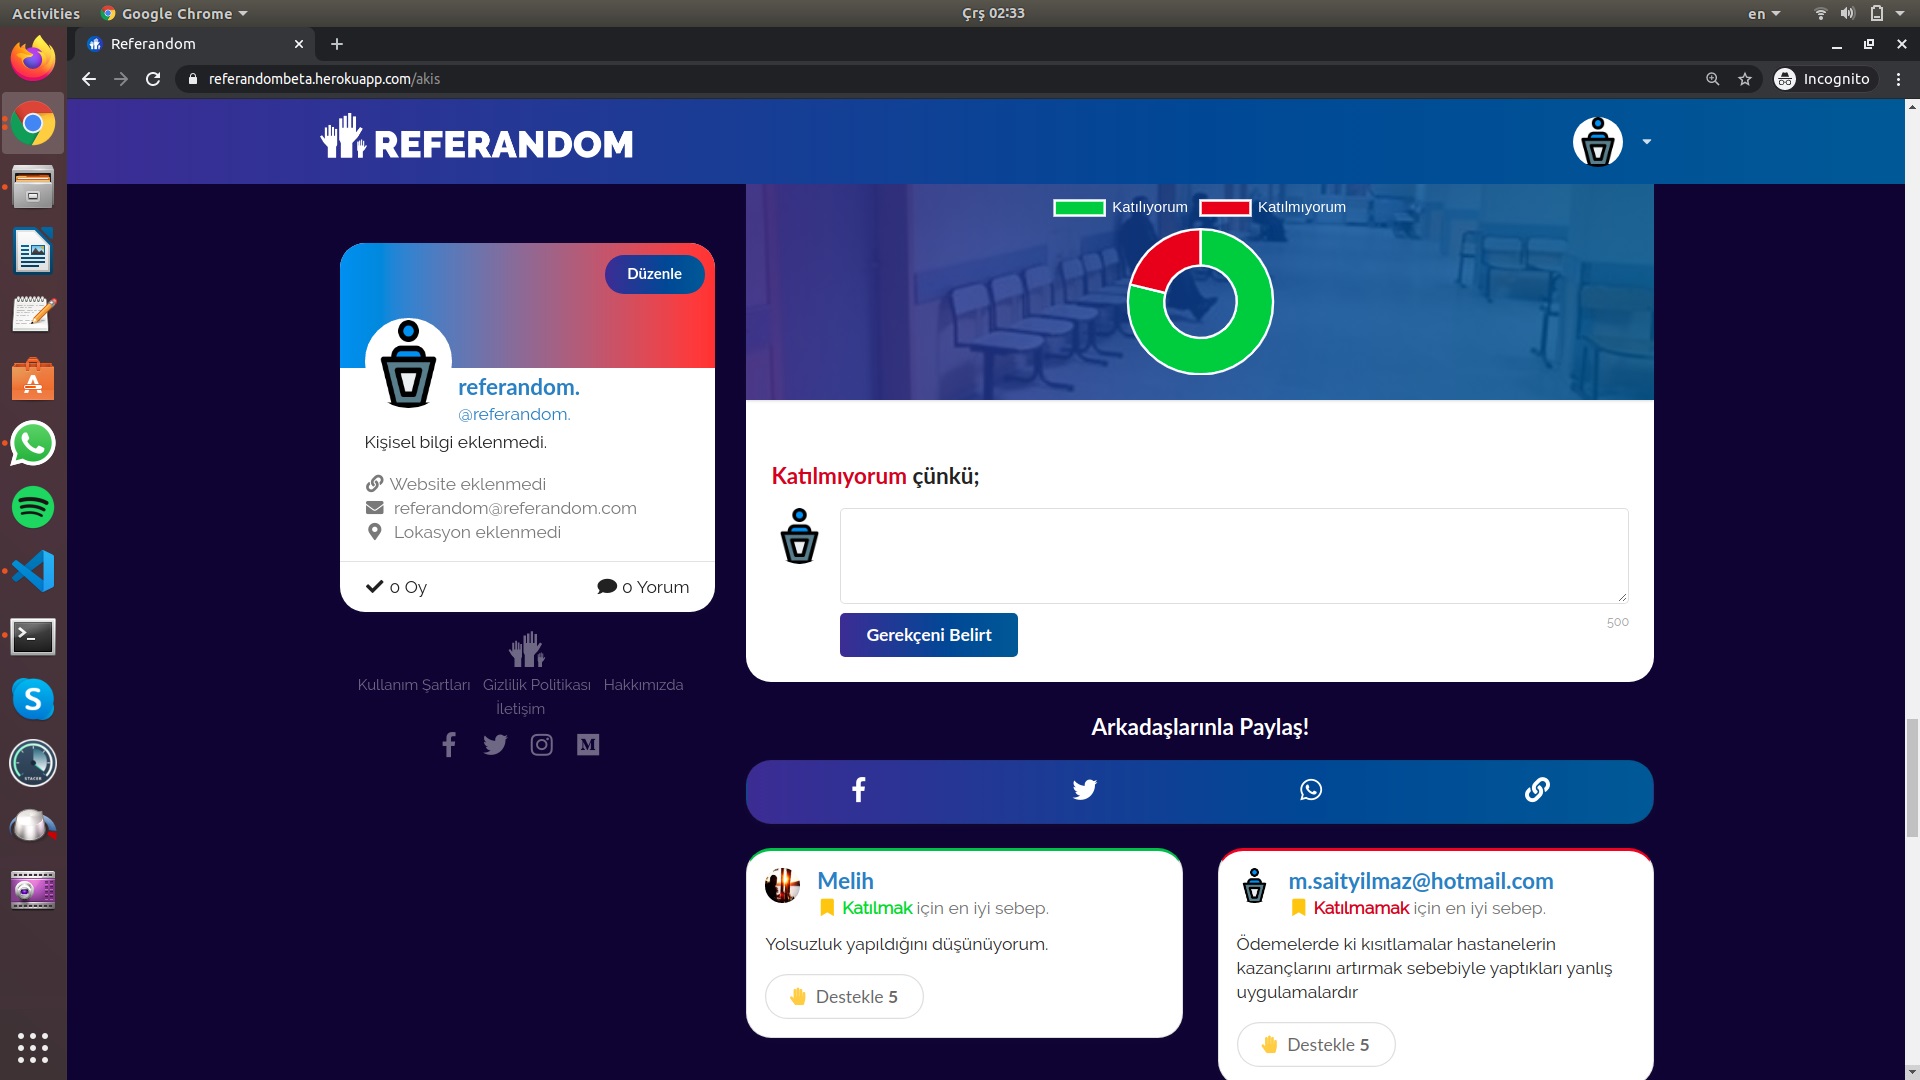 Activities
Google Chrome
Çrş 02:33
en
Referandom
referandombeta.herokuapp.com/akis
Incognito
REFERANDOM
Düzenle
referandom.
@referandom.
Kişisel bilgi eklenmedi.
Website eklenmedi
referandom@referandom.com
Lokasyon eklenmedi
0 Oy
0 Yorum
Kullanım Şartları Gizlilik Politikası Hakkımızda
İletişim
Katılıyorum Katılmıyorum
Katılmıyorum çünkü;
Gerekçeni Belirt
500
Arkadaşlarınla Paylaş!
Melih
Katılmak için en iyi sebep.
Yolsuzluk yapıldığını düşünüyorum.
Destekle 5
m.saityilmaz@hotmail.com
Katılmamak için en iyi sebep.
Ödemelerde ki kısıtlamalar hastanelerin
kazançlarını artırmak sebebiyle yaptıkları yanlış
uygulamalardır
Destekle 5